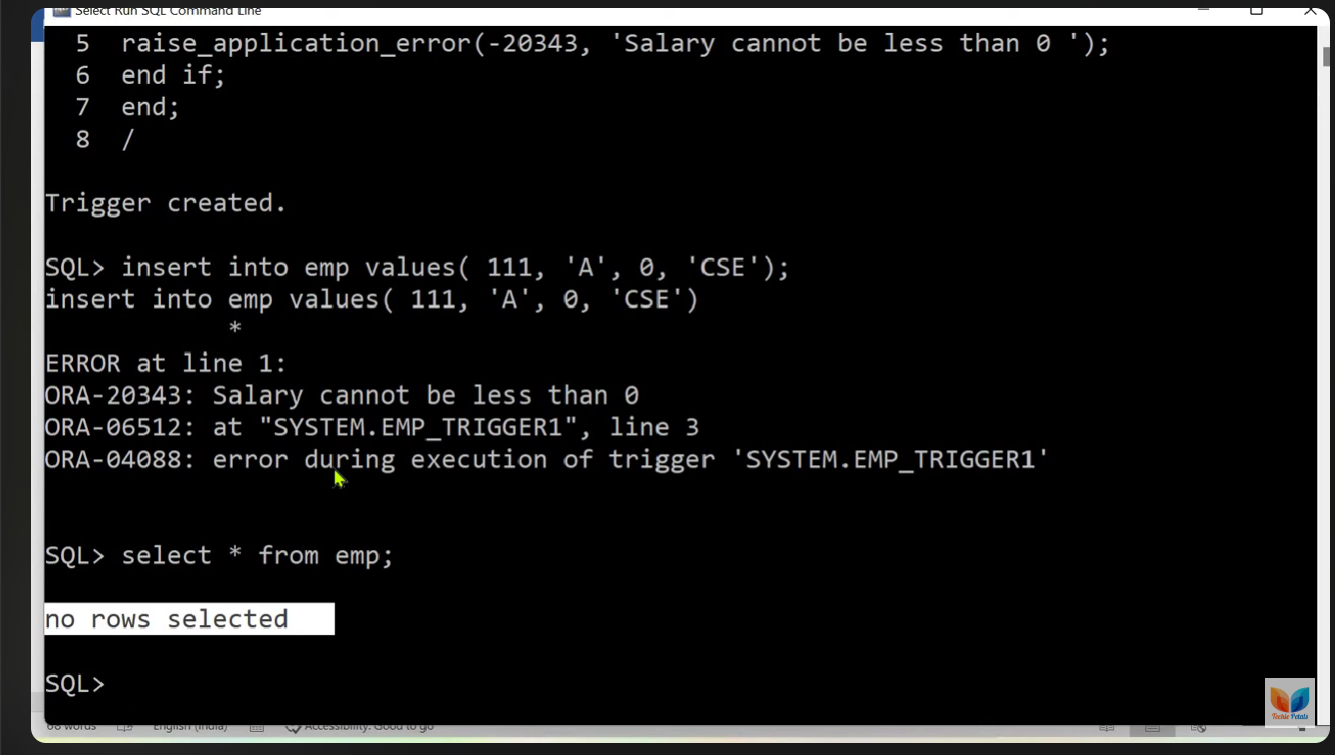 Select Run SQL Command Line
5 raise_application_error(-20343, 'Salary cannot be less than 0 ');
6 end if;
7 end;
8 /
Trigger created.
SQL> insert into emp values( 111, 'A', 0, 'CSE');
insert into emp values( 111, 'A', 0, 'CSE')
*
ERROR at line 1:
ORA-20343: Salary cannot be less than 0
ORA-06512: at "SYSTEM.EMP_TRIGGER1", line 3
ORA-04088: error during execution of trigger 'SYSTEM.EMP_TRIGGER1'
SQL> select * from emp;
no rows selected
SQL>
Techie Petals
words English (India) Accessibility: Good to go